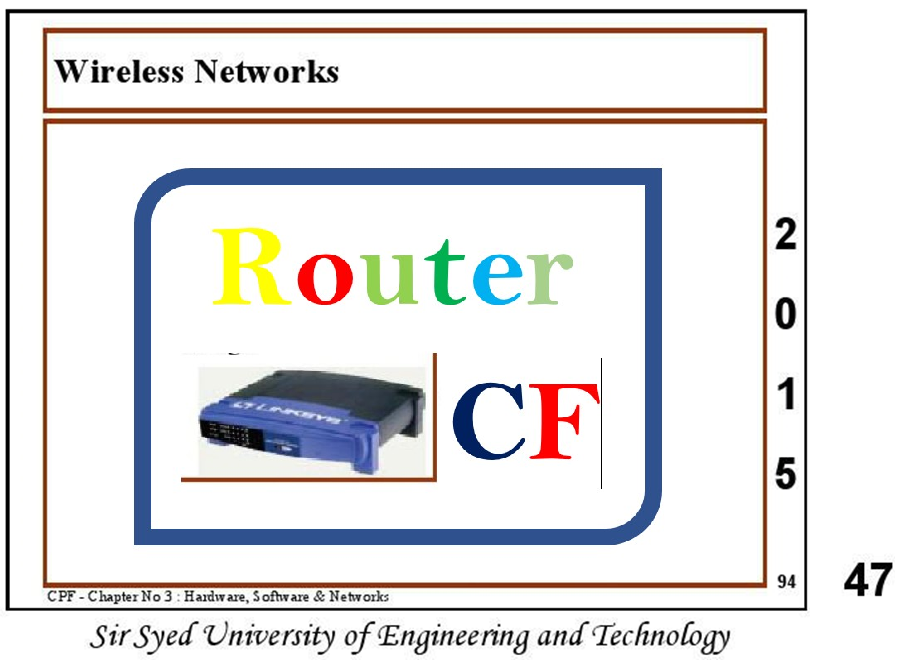 Wireless Networks
Router
LINKSYS
CF
2
0
1
5
94
47
CPF - Chapter No 3 : Hardware, Software & Networks
Sir Syed University of Engineering and Technology